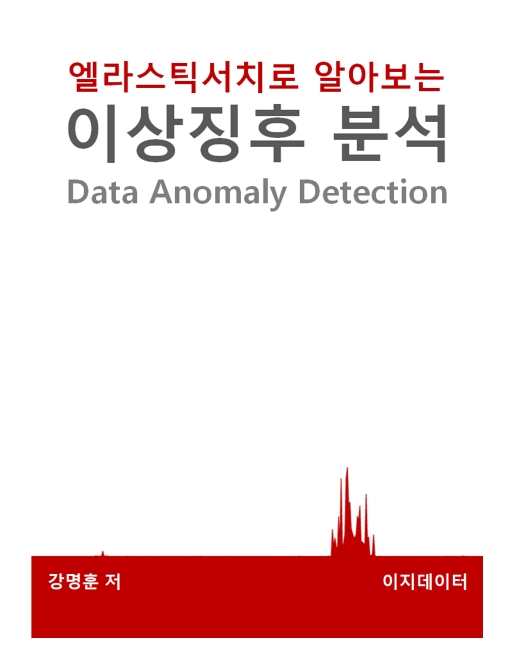 엘라스틱서치로 알아보는
이상징후 분석
Data Anomaly Detection
강명훈 저
이지데이터